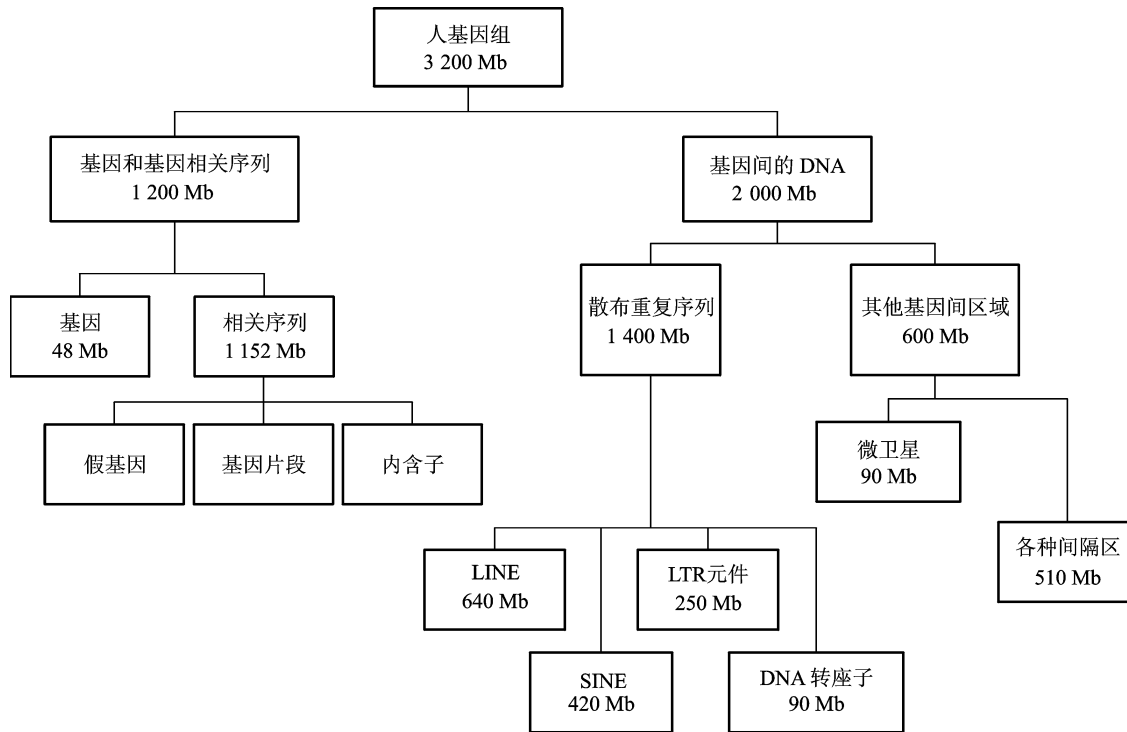 人基因组
3 200 Mb
基因和基因相关序列
1 200 Mb
基因间的 DNA
2 000 Mb
基因
48 Mb
相关序列
1 152 Mb
散布重复序列
1 400 Mb
其他基因间区域
600 Mb
假基因
基因片段
内含子
微卫星
90 Mb
各种间隔区
510 Mb
LINE
640 Mb
LTR元件
250 Mb
SINE
420 Mb
DNA 转座子
90 Mb